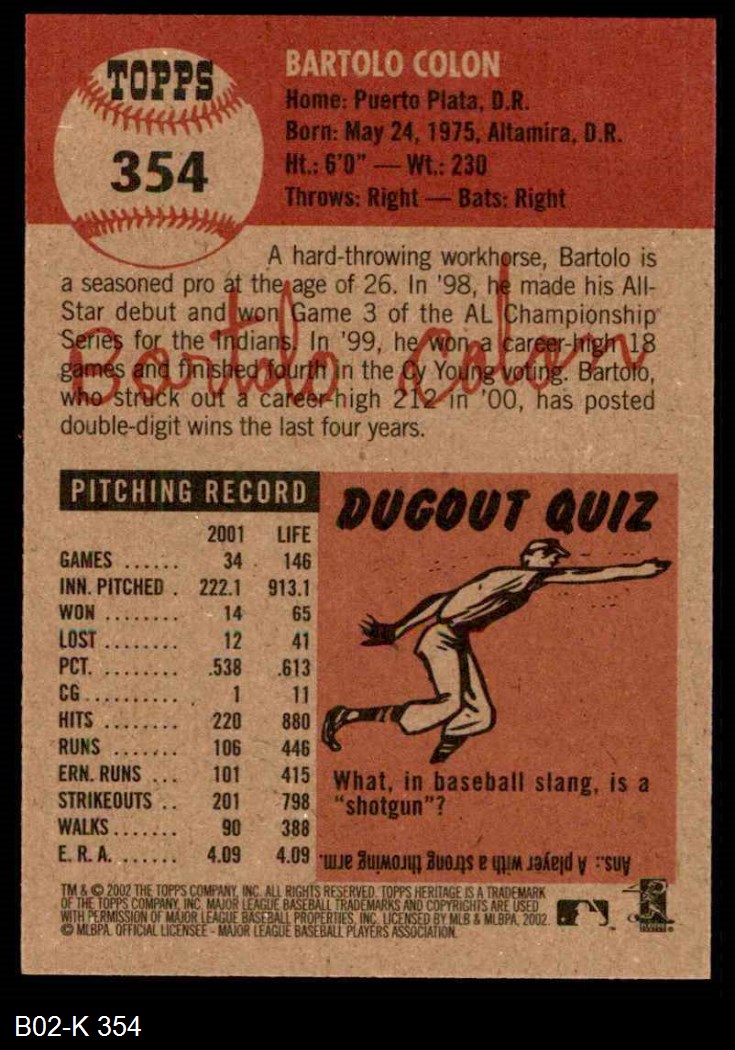 TOPPS
354
BARTOLO COLON
Home: Puerto Plata, D.R.
Born: May 24, 1975, Altamira, D.R.
Ht.: 6'0" — Wt.: 230
Throws: Right — Bats: Right
A hard-throwing workhorse, Bartolo is
a seasoned pro at the age of 26. In '98, he made his All-
Star debut and won Game 3 of the AL Championship
Series for the Indians. In '99, he won a career-high 18
games and finished fourth in the Cy Young voting. Bartolo,
who struck out a career-high 212 in '00, has posted
double-digit wins the last four years.
Bartolo Colon
PITCHING RECORD
2001 LIFE
GAMES ...... 34 146
INN. PITCHED . 222.1 913.1
WON ........ 14 65
LOST ........ 12 41
PCT. ........ .538 .613
CG .......... 1 11
HITS ........ 220 880
RUNS ....... 106 446
ERN. RUNS ... 101 415
STRIKEOUTS .. 201 798
WALKS ....... 90 388
E. R. A. ...... 4.09 4.09
DUGOUT QUIZ
What, in baseball slang, is a
"shotgun"?
Ans.: A player with a strong throwing arm.
TM & © 2002 THE TOPPS COMPANY, INC. ALL RIGHTS RESERVED. TOPPS HERITAGE IS A TRADEMARK
OF THE TOPPS COMPANY, INC. MAJOR LEAGUE BASEBALL TRADEMARKS AND COPYRIGHTS ARE USED
WITH PERMISSION OF MAJOR LEAGUE BASEBALL PROPERTIES, INC. LICENSED BY MLB & MLBPA, 2002.
© MLBPA. OFFICIAL LICENSEE - MAJOR LEAGUE BASEBALL PLAYERS ASSOCIATION.
B02-K 354